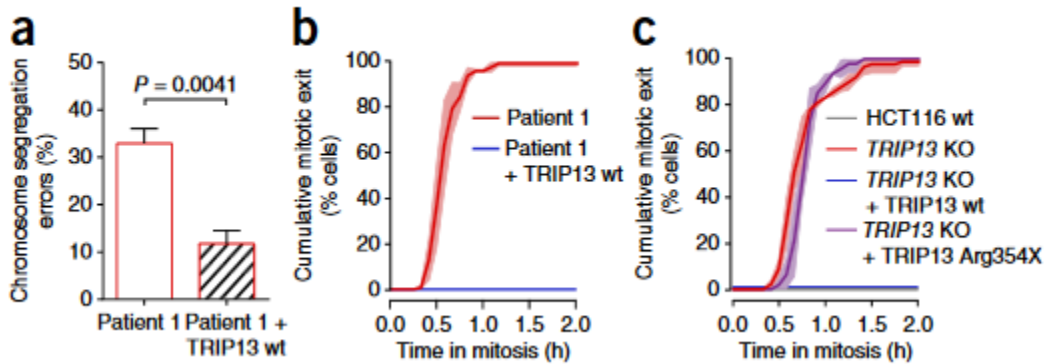 a
50
40
30
20
10
0
Chromosome segregation
errors (%)
P = 0.0041
Patient 1
Patient 1 +
TRIP13 wt
b
100
80
60
40
20
0
Cumulative mitotic exit
(% cells)
Patient 1
Patient 1
+ TRIP13 wt
0.0 0.5 1.0 1.5 2.0
Time in mitosis (h)
c
100
80
60
40
20
0
Cumulative mitotic exit
(% cells)
HCT116 wt
TRIP13 KO
TRIP13 KO
+ TRIP13 wt
TRIP13 KO
+ TRIP13 Arg354X
0.0 0.5 1.0 1.5 2.0
Time in mitosis (h)